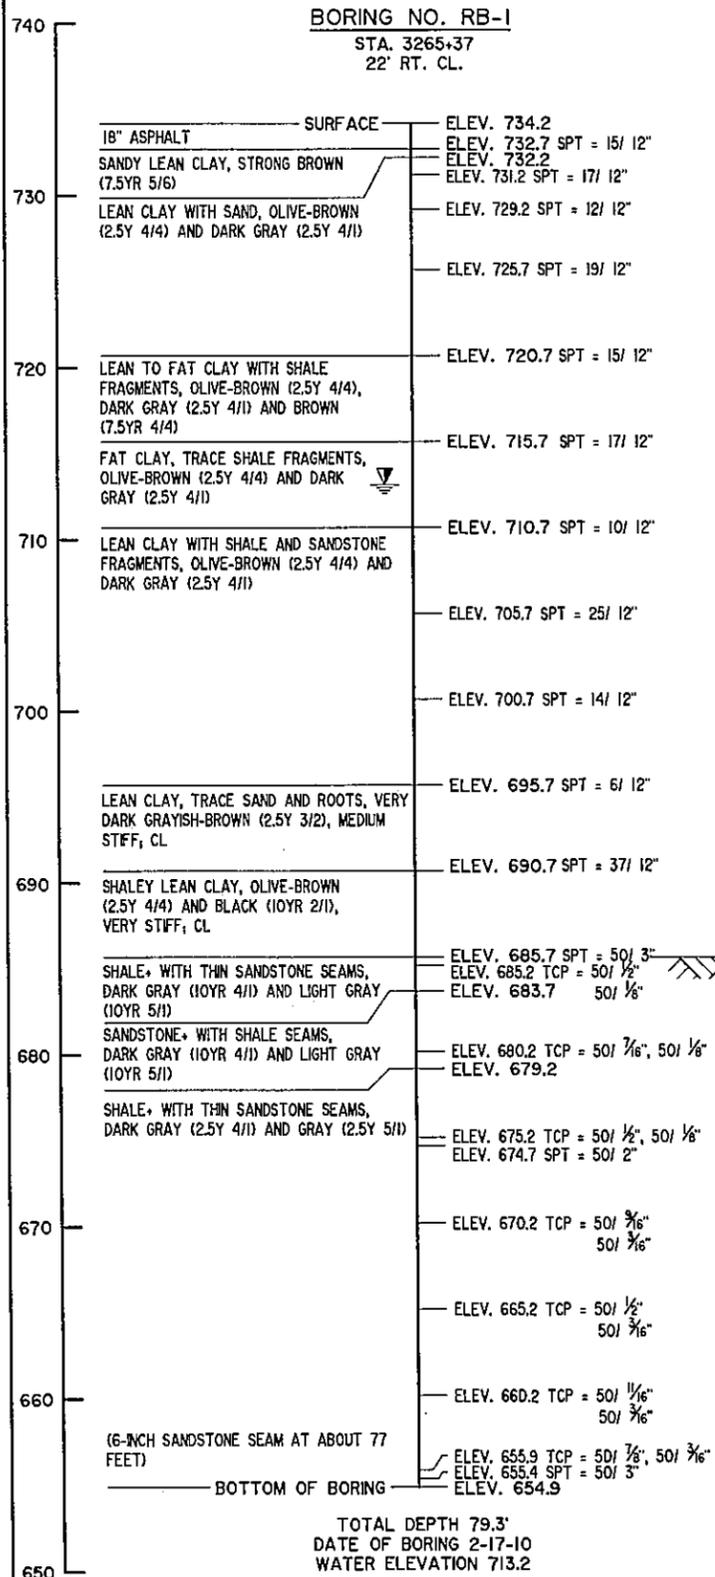 BORING NO. RB-1
STA. 3265+37
22' RT. CL.
740
SURFACE
ELEV. 734.2
18" ASPHALT
ELEV. 732.7 SPT = 15/ 12"
ELEV. 732.2
SANDY LEAN CLAY, STRONG BROWN
(7.5YR 5/6)
ELEV. 731.2 SPT = 17/ 12"
730
LEAN CLAY WITH SAND, OLIVE-BROWN
(2.5Y 4/4) AND DARK GRAY (2.5Y 4/1)
ELEV. 729.2 SPT = 12/ 12"
ELEV. 725.7 SPT = 19/ 12"
ELEV. 720.7 SPT = 15/ 12"
720
LEAN TO FAT CLAY WITH SHALE
FRAGMENTS, OLIVE-BROWN (2.5Y 4/4),
DARK GRAY (2.5Y 4/1) AND BROWN
(7.5YR 4/4)
ELEV. 715.7 SPT = 17/ 12"
FAT CLAY, TRACE SHALE FRAGMENTS,
OLIVE-BROWN (2.5Y 4/4) AND DARK
GRAY (2.5Y 4/1)
ELEV. 710.7 SPT = 10/ 12"
710
LEAN CLAY WITH SHALE AND SANDSTONE
FRAGMENTS, OLIVE-BROWN (2.5Y 4/4) AND
DARK GRAY (2.5Y 4/1)
ELEV. 705.7 SPT = 25/ 12"
ELEV. 700.7 SPT = 14/ 12"
700
ELEV. 695.7 SPT = 6/ 12"
LEAN CLAY, TRACE SAND AND ROOTS, VERY
DARK GRAYISH-BROWN (2.5Y 3/2), MEDIUM
STIFF; CL
ELEV. 690.7 SPT = 37/ 12"
690
SHALEY LEAN CLAY, OLIVE-BROWN
(2.5Y 4/4) AND BLACK (10YR 2/1),
VERY STIFF; CL
ELEV. 685.7 SPT = 50/ 3"
ELEV. 685.2 TCP = 50/ 1/2"
50/ 1/8"
ELEV. 683.7
SHALE+ WITH THIN SANDSTONE SEAMS,
DARK GRAY (10YR 4/1) AND LIGHT GRAY
(10YR 5/1)
680
SANDSTONE+ WITH SHALE SEAMS,
DARK GRAY (10YR 4/1) AND LIGHT GRAY
(10YR 5/1)
ELEV. 680.2 TCP = 50/ 7/16", 50/ 1/8"
ELEV. 679.2
SHALE+ WITH THIN SANDSTONE SEAMS,
DARK GRAY (2.5Y 4/1) AND GRAY (2.5Y 5/1)
ELEV. 675.2 TCP = 50/ 1/2", 50/ 1/8"
ELEV. 674.7 SPT = 50/ 2"
670
ELEV. 670.2 TCP = 50/ 9/16"
50/ 3/16"
ELEV. 665.2 TCP = 50/ 1/2"
50/ 3/16"
660
ELEV. 660.2 TCP = 50/ 11/16"
50/ 3/16"
(6-INCH SANDSTONE SEAM AT ABOUT 77
FEET)
ELEV. 655.9 TCP = 50/ 7/8", 50/ 3/16"
ELEV. 655.4 SPT = 50/ 3"
BOTTOM OF BORING
ELEV. 654.9
TOTAL DEPTH 79.3'
DATE OF BORING 2-17-10
WATER ELEVATION 713.2
650